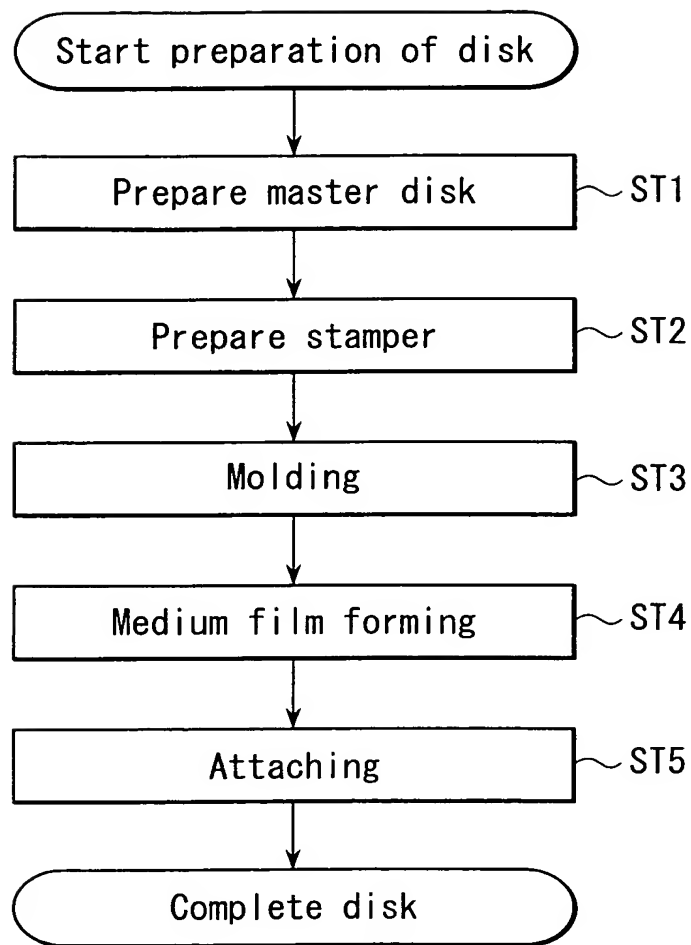 Start preparation of disk
Prepare master disk ST1
Prepare stamper ST2
Molding ST3
Medium film forming ST4
Attaching ST5
Complete disk